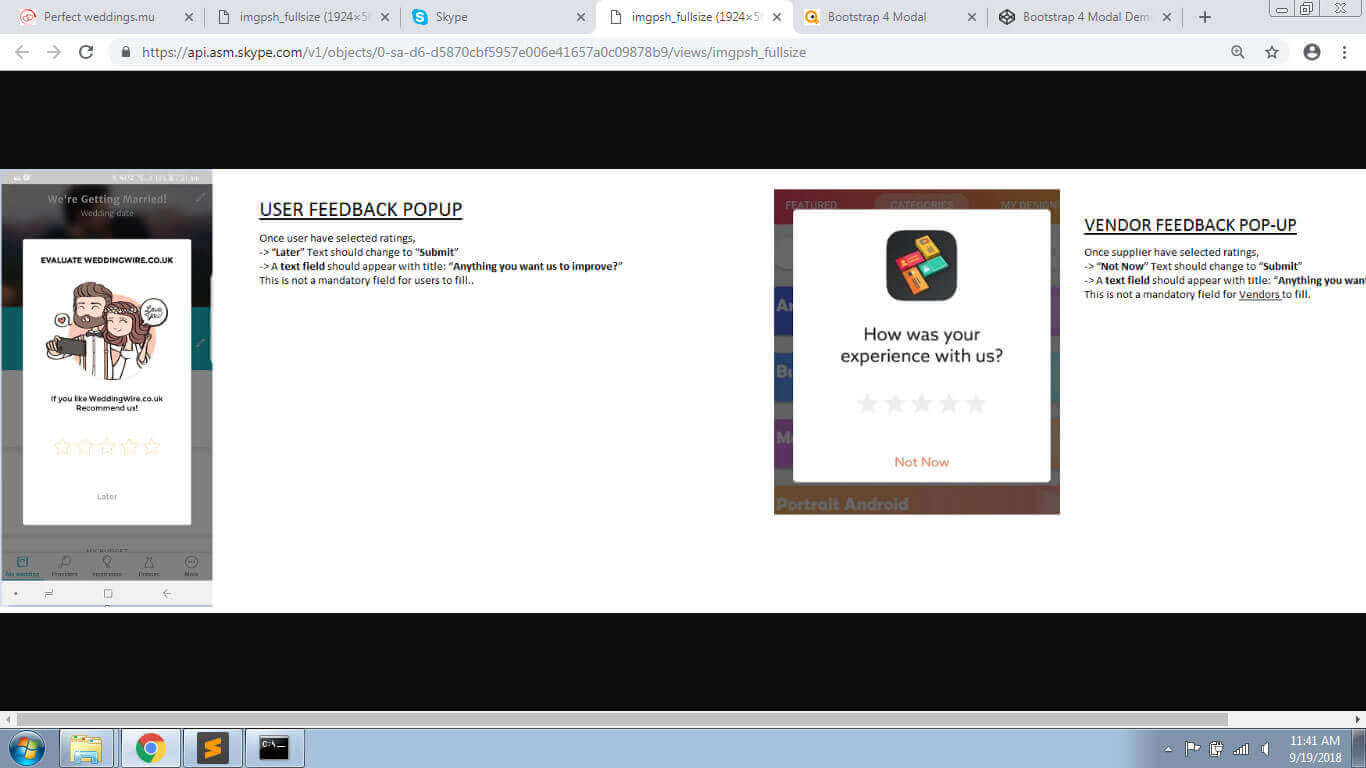 Perfect weddings.mu
imgpsh_fullsize (1924×5
Skype
imgpsh_fullsize (1924×5
Bootstrap 4 Modal
Bootstrap 4 Modal Dem
https://api.asm.skype.com/v1/objects/0-sa-d6-d5870cbf5957e006e41657a0c09878b9/views/imgpsh_fullsize
We're Getting Married!
Wedding date
EVALUATE WEDDINGWIRE.CO.UK
Love You!
If you like WeddingWire.co.uk
Recommend us!
Later
MY BUDGET
My wedding
Providers
Dresses
More
USER FEEDBACK POPUP
Once user have selected ratings,
-> “Later” Text should change to “Submit”
-> A text field should appear with title: “Anything you want us to improve?”
This is not a mandatory field for users to fill..
FEATURED
CATEGORIES
MY DESIGN
How was your
experience with us?
Not Now
Portrait Android
VENDOR FEEDBACK POP-UP
Once supplier have selected ratings,
-> “Not Now” Text should change to “Submit”
-> A text field should appear with title: “Anything you want
This is not a mandatory field for Vendors to fill.
11:41 AM
9/19/2018